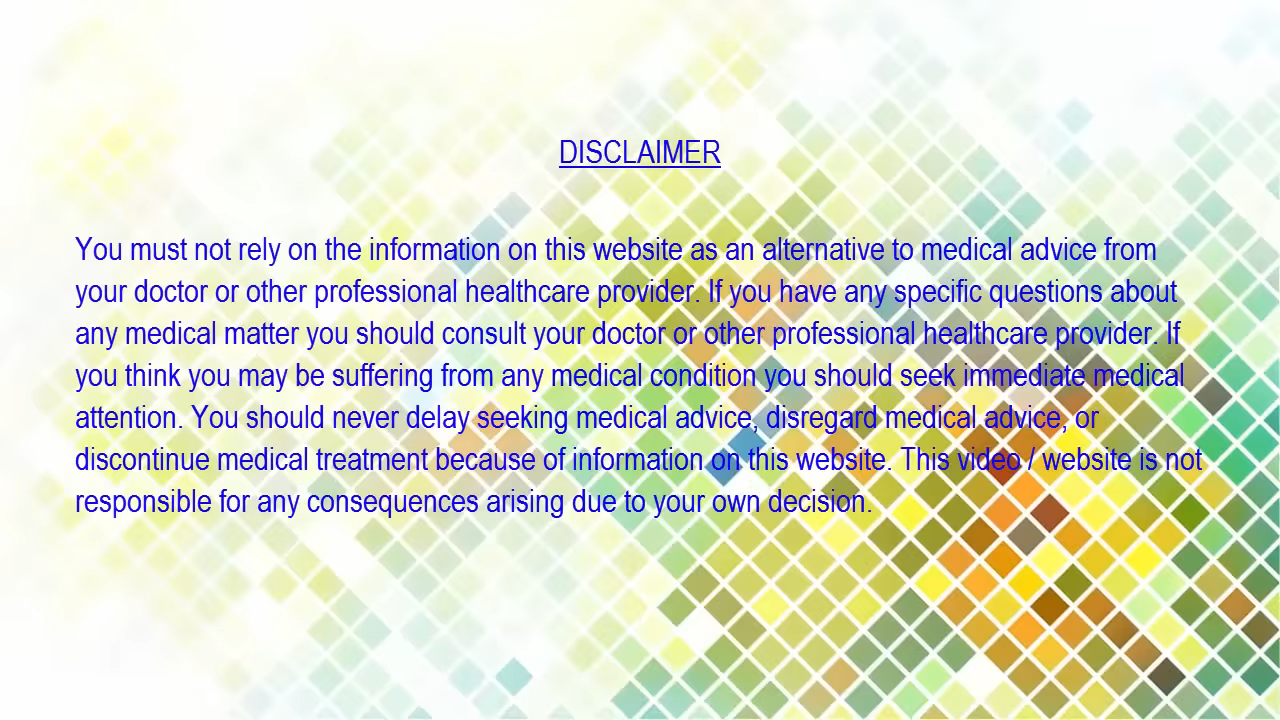 DISCLAIMER
You must not rely on the information on this website as an alternative to medical advice from
your doctor or other professional healthcare provider. If you have any specific questions about
any medical matter you should consult your doctor or other professional healthcare provider. If
you think you may be suffering from any medical condition you should seek immediate medical
attention. You should never delay seeking medical advice, disregard medical advice, or
discontinue medical treatment because of information on this website. This video / website is not
responsible for any consequences arising due to your own decision.